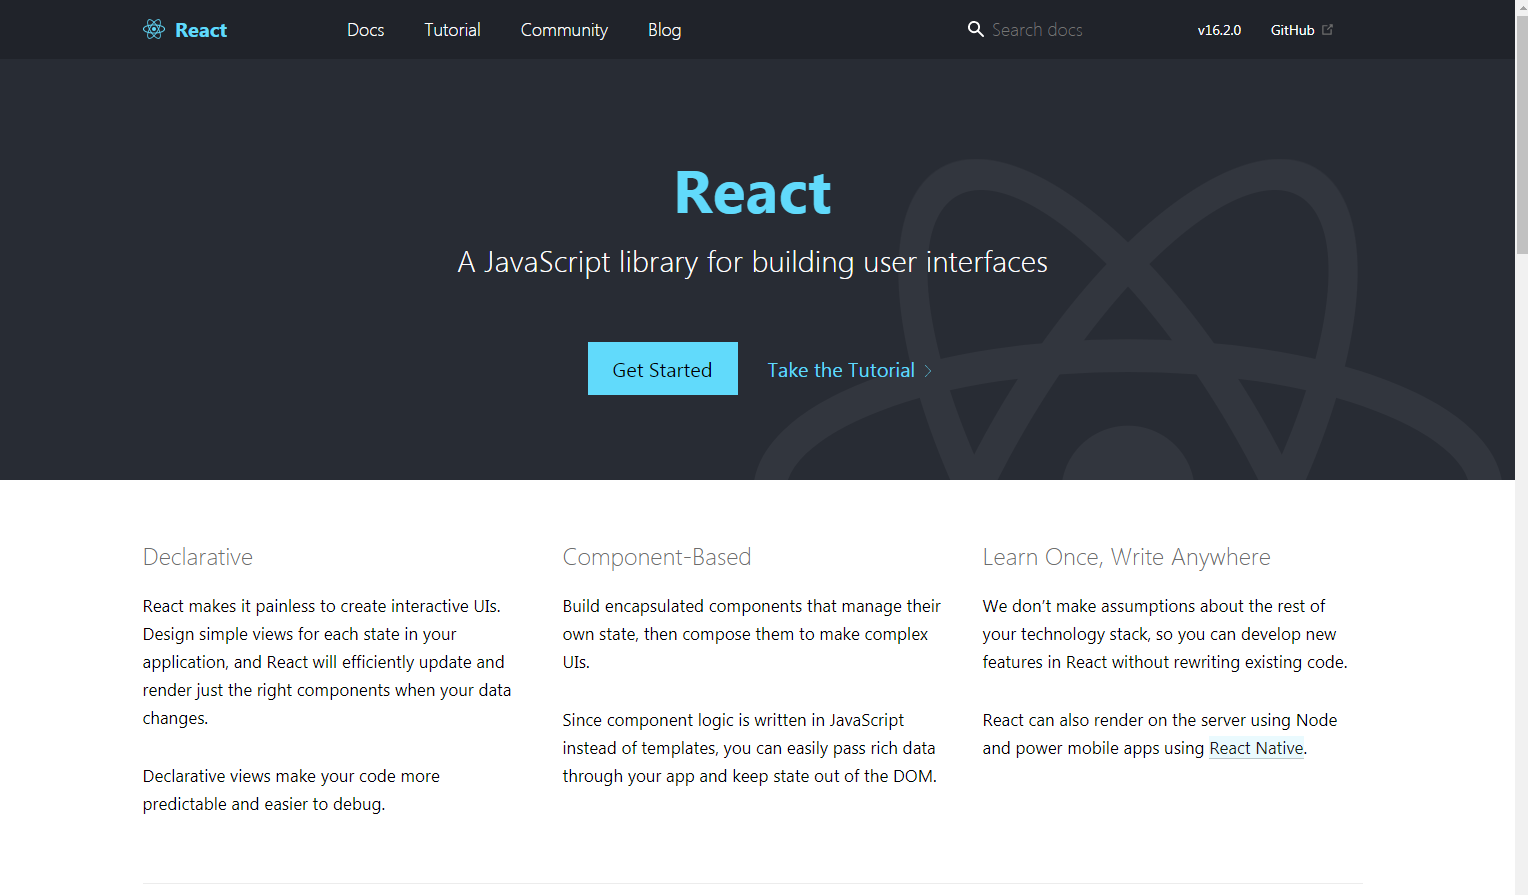 React Docs Tutorial Community Blog Search docs v16.2.0 GitHub
React
A JavaScript library for building user interfaces
Get Started Take the Tutorial
Declarative
React makes it painless to create interactive UIs.
Design simple views for each state in your
application, and React will efficiently update and
render just the right components when your data
changes.
Declarative views make your code more
predictable and easier to debug.
Component-Based
Build encapsulated components that manage their
own state, then compose them to make complex
UIs.
Since component logic is written in JavaScript
instead of templates, you can easily pass rich data
through your app and keep state out of the DOM.
Learn Once, Write Anywhere
We don’t make assumptions about the rest of
your technology stack, so you can develop new
features in React without rewriting existing code.
React can also render on the server using Node
and power mobile apps using React Native.